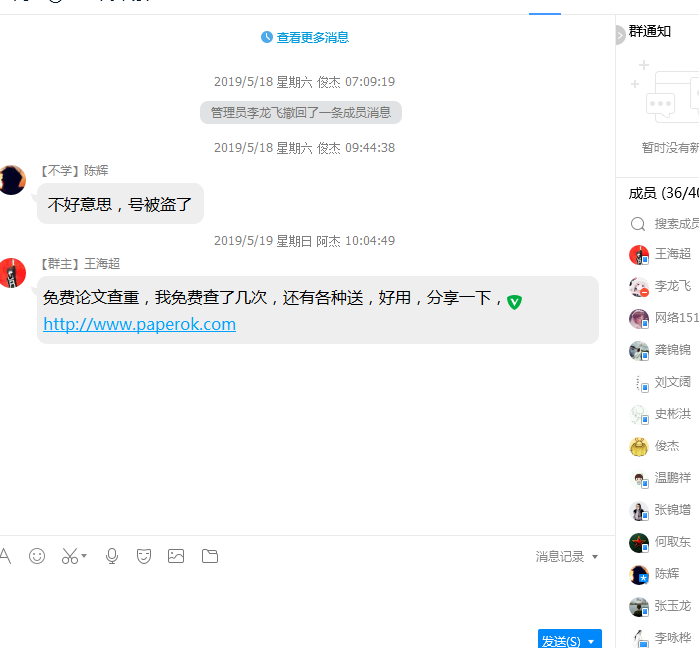 查看更多消息
2019/5/18 星期六 俊杰 07:09:19
管理员李龙飞撤回了一条成员消息
2019/5/18 星期六 俊杰 09:44:38
【不学】陈辉
不好意思，号被盗了
2019/5/19 星期日 阿杰 10:04:49
【群主】王海超
免费论文查重，我免费查了几次，还有各种送，好用，分享一下，
http://www.paperok.com
消息记录
发送(S)
群通知
暂时没有新
成员 (36/40
搜索成员
王海超
李龙飞
网络151
龚锦锦
刘文阔
史彬洪
俊杰
温鹏祥
张锦增
何取东
陈辉
张玉龙
李咏桦